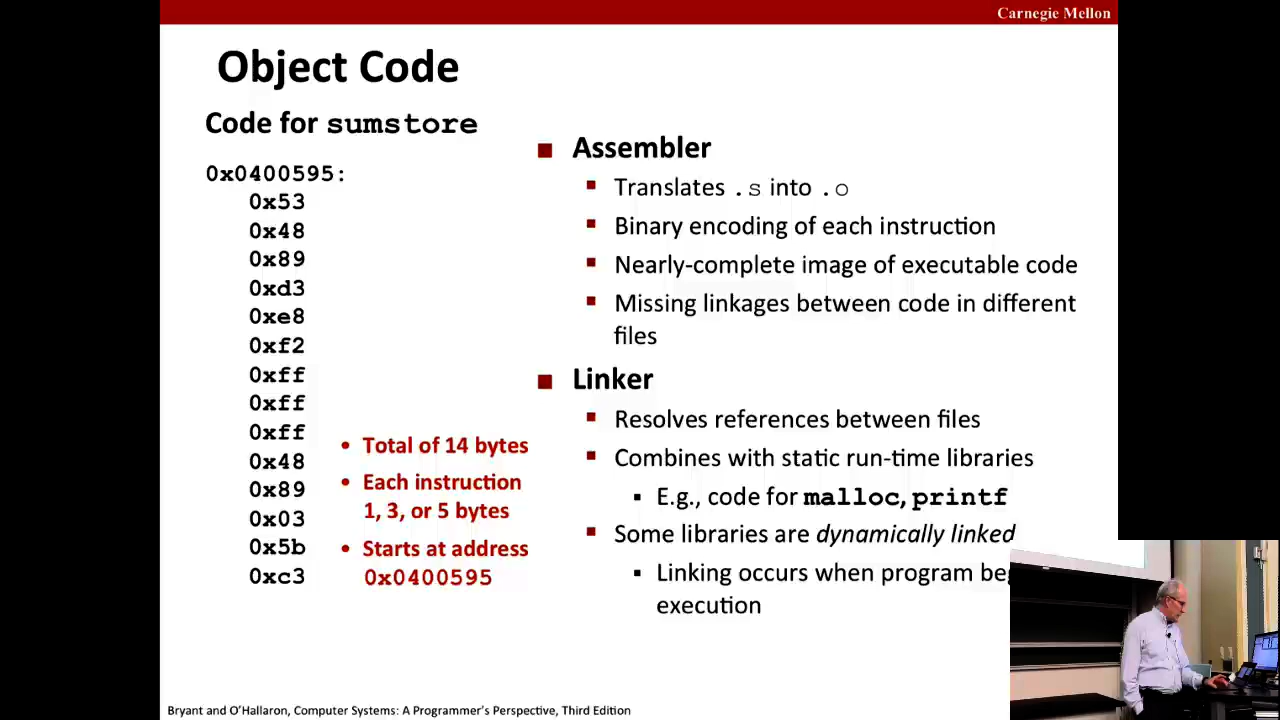 Carnegie Mellon
Object Code
Code for sumstore
0x0400595:
0x53
0x48
0x89
0xd3
0xe8
0xf2
0xff
0xff
0xff
0x48
0x89
0x03
0x5b
0xc3
• Total of 14 bytes
• Each instruction
1, 3, or 5 bytes
• Starts at address
0x0400595
■ Assembler
▪ Translates .s into .o
▪ Binary encoding of each instruction
▪ Nearly-complete image of executable code
▪ Missing linkages between code in different
files
■ Linker
▪ Resolves references between files
▪ Combines with static run-time libraries
▪ E.g., code for malloc, printf
▪ Some libraries are dynamically linked
▪ Linking occurs when program
execution
Bryant and O'Hallaron, Computer Systems: A Programmer's Perspective, Third Edition